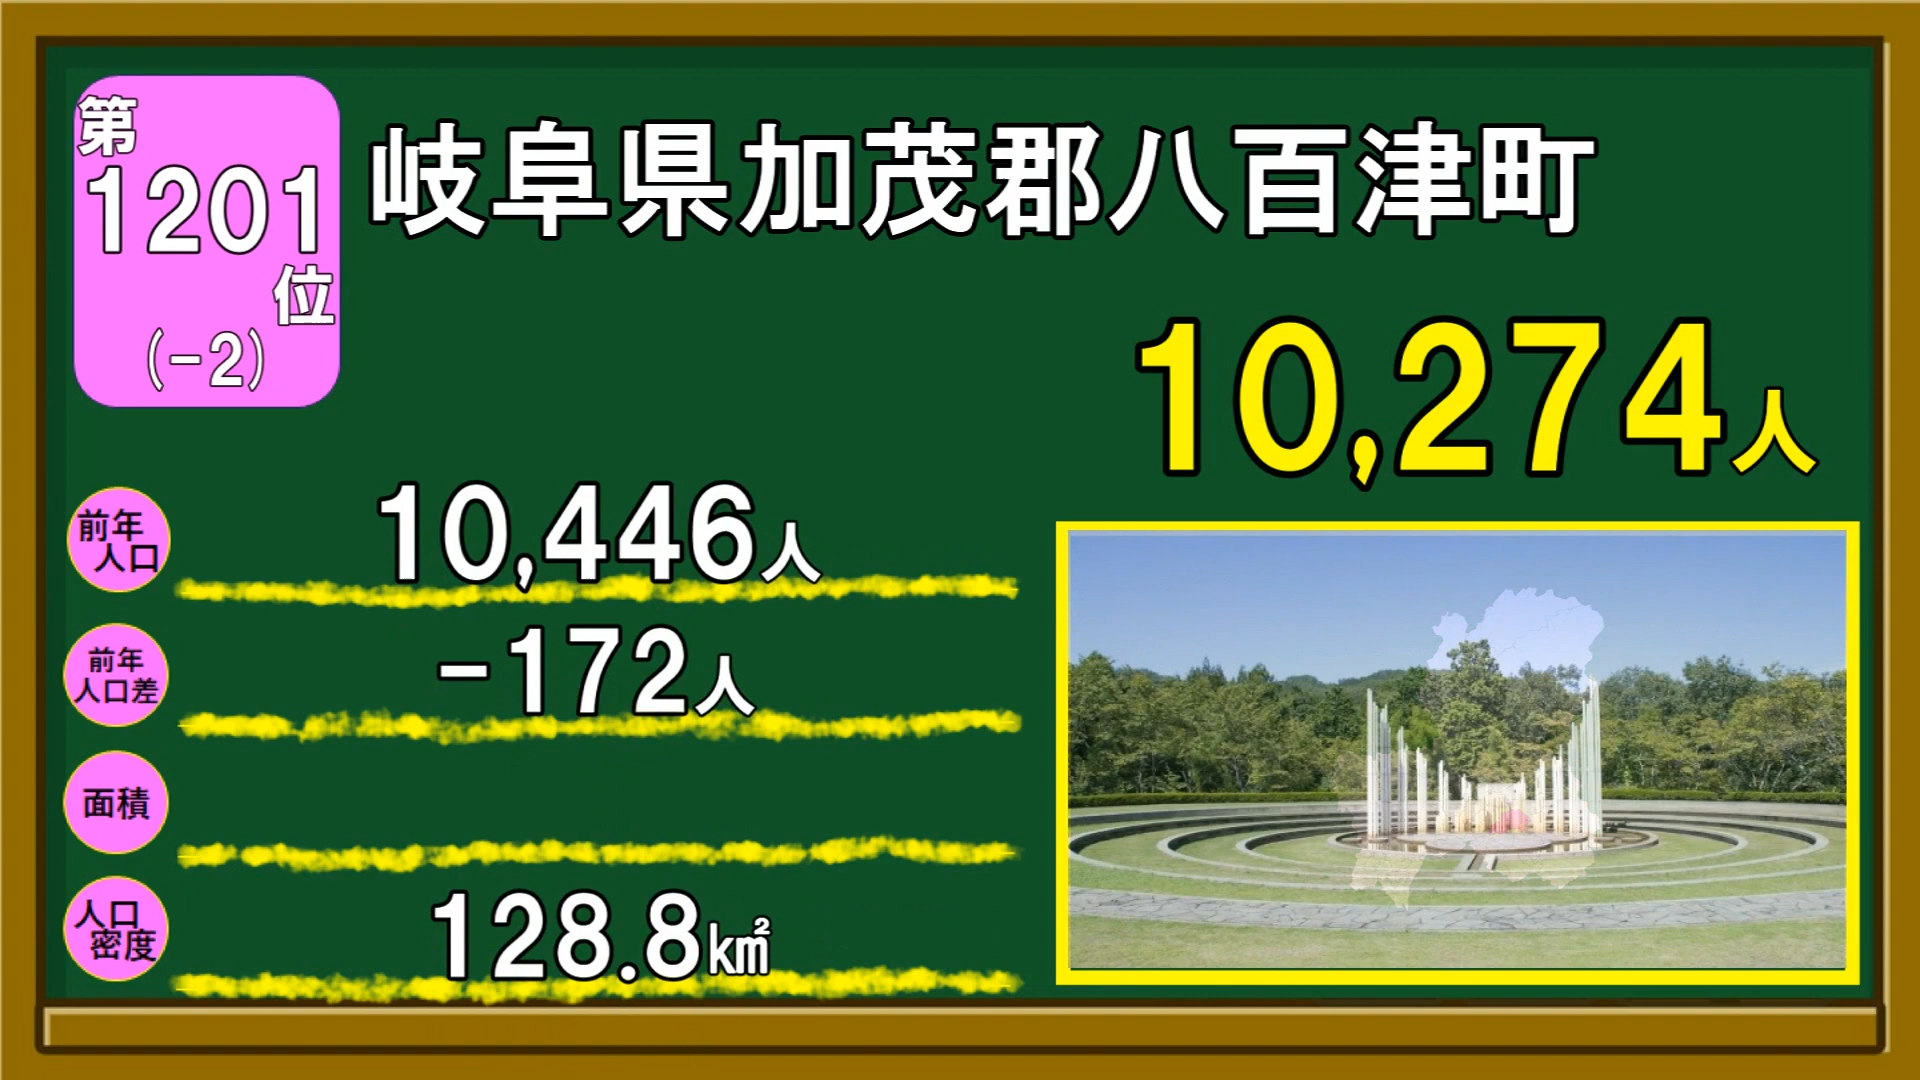 第
1201
位
(-2)
岐阜県加茂郡八百津町
10,274人
前年
人口
10,446人
前年
人口差
-172人
面積
人口
密度
128.8k㎡